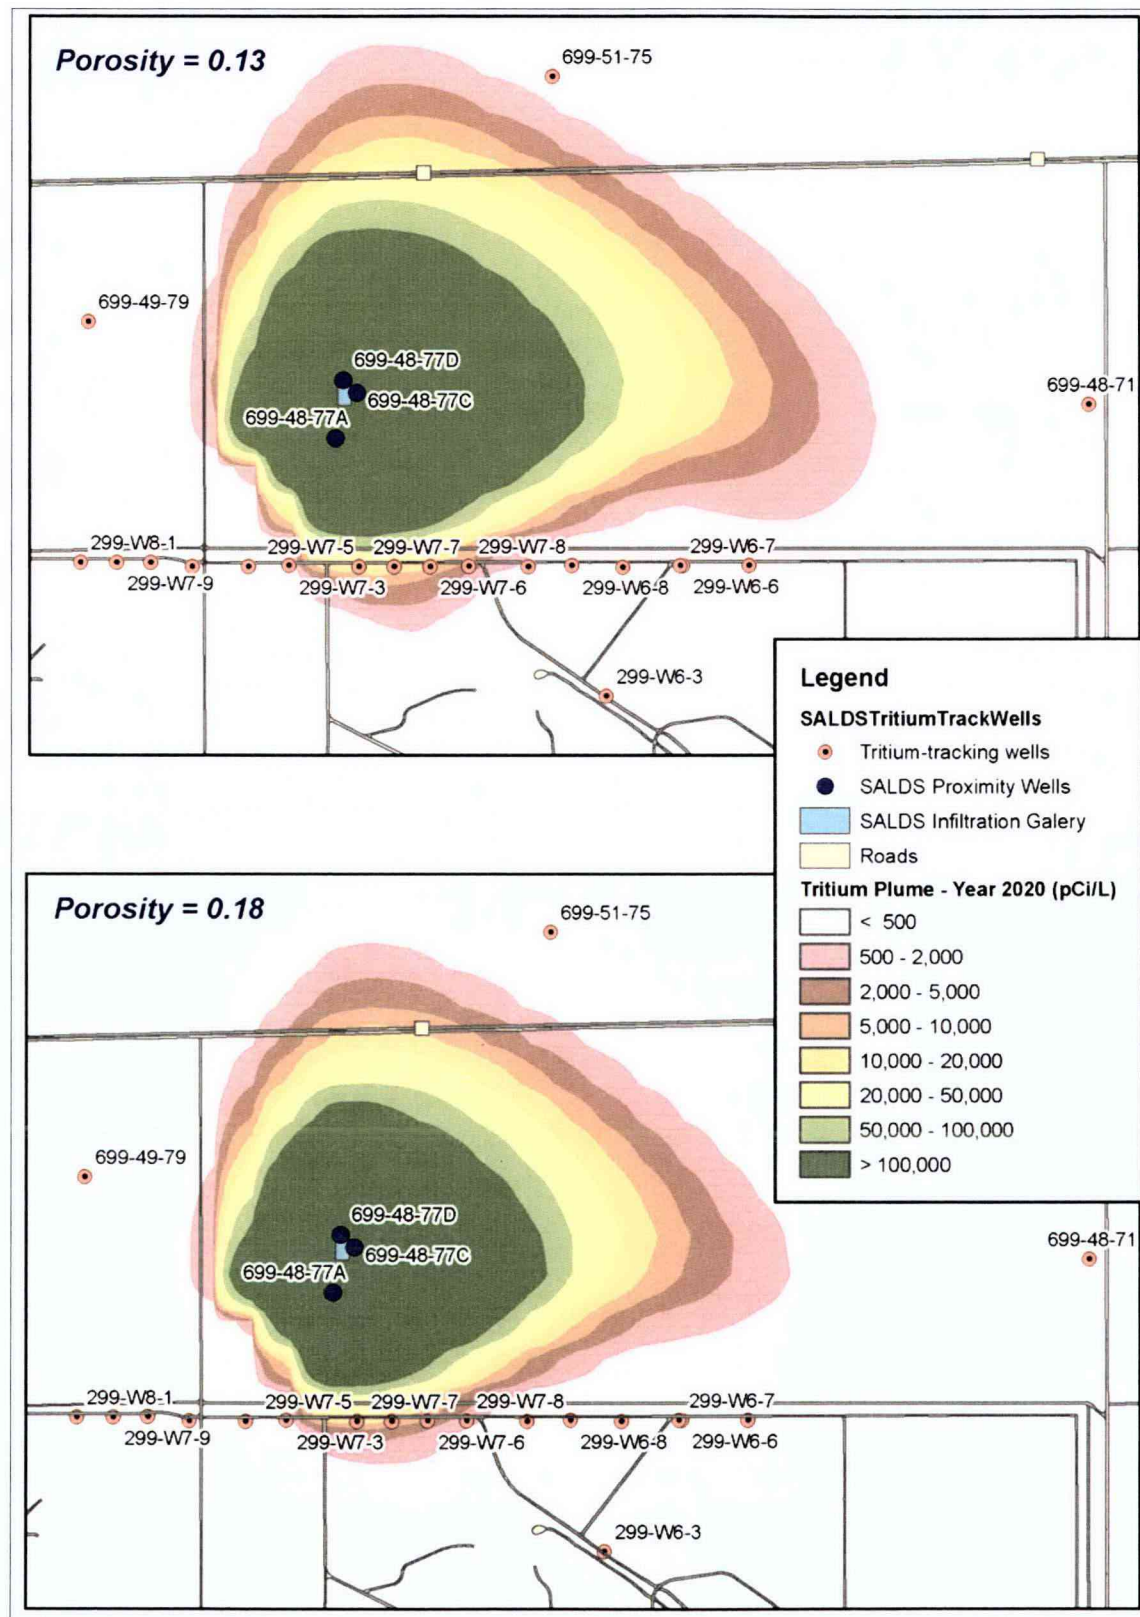 Porosity = 0.13
699-51-75
699-49-79
699-48-77D
699-48-77C
699-48-77A
699-48-71
299-W8-1
299-W7-5
299-W7-7
299-W7-8
299-W6-7
299-W7-9
299-W7-3
299-W7-6
299-W6-8
299-W6-6
299-W6-3
Legend
SALDSTritiumTrackWells
Tritium-tracking wells
SALDS Proximity Wells
SALDS Infiltration Galery
Roads
Tritium Plume - Year 2020 (pCi/L)
< 500
500 - 2,000
2,000 - 5,000
5,000 - 10,000
10,000 - 20,000
20,000 - 50,000
50,000 - 100,000
> 100,000
Porosity = 0.18
699-51-75
699-49-79
699-48-77D
699-48-77C
699-48-77A
699-48-71
299-W8-1
299-W7-5
299-W7-7
299-W7-8
299-W6-7
299-W7-9
299-W7-3
299-W7-6
299-W6-8
299-W6-6
299-W6-3